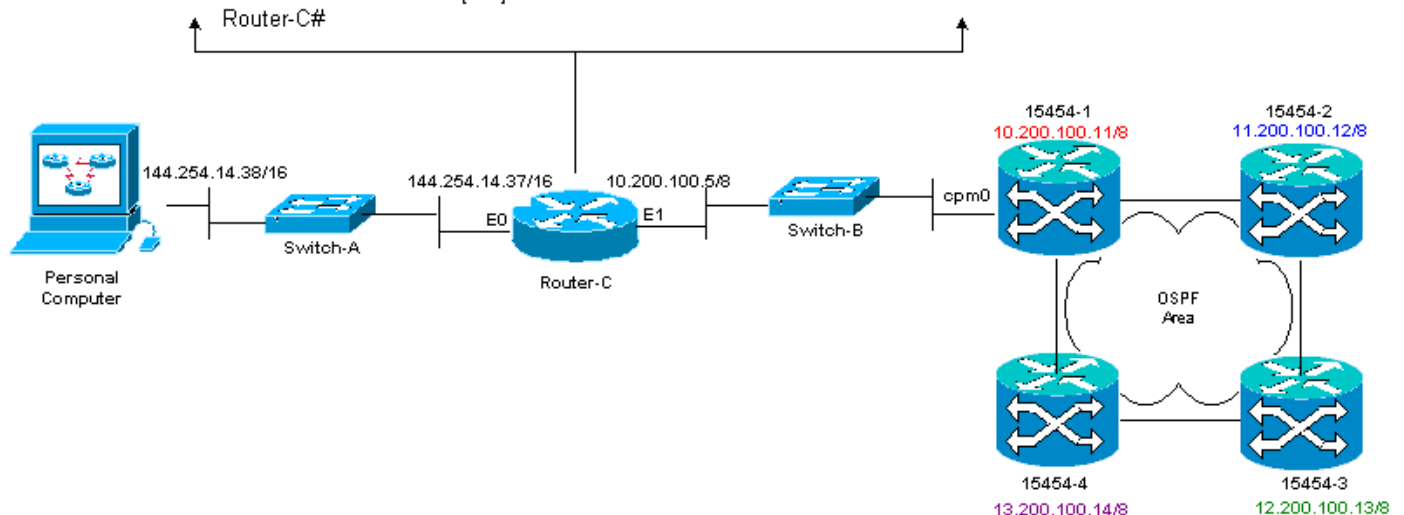 Router-C#
15454-1
10.200.100.11/8
15454-2
11.200.100.12/8
144.254.14.38/16
144.254.14.37/16
10.200.100.5/8
cpm0
E0
E1
Switch-A
Switch-B
Router-C
Personal
Computer
OSPF
Area
15454-4
13.200.100.14/8
15454-3
12.200.100.13/8